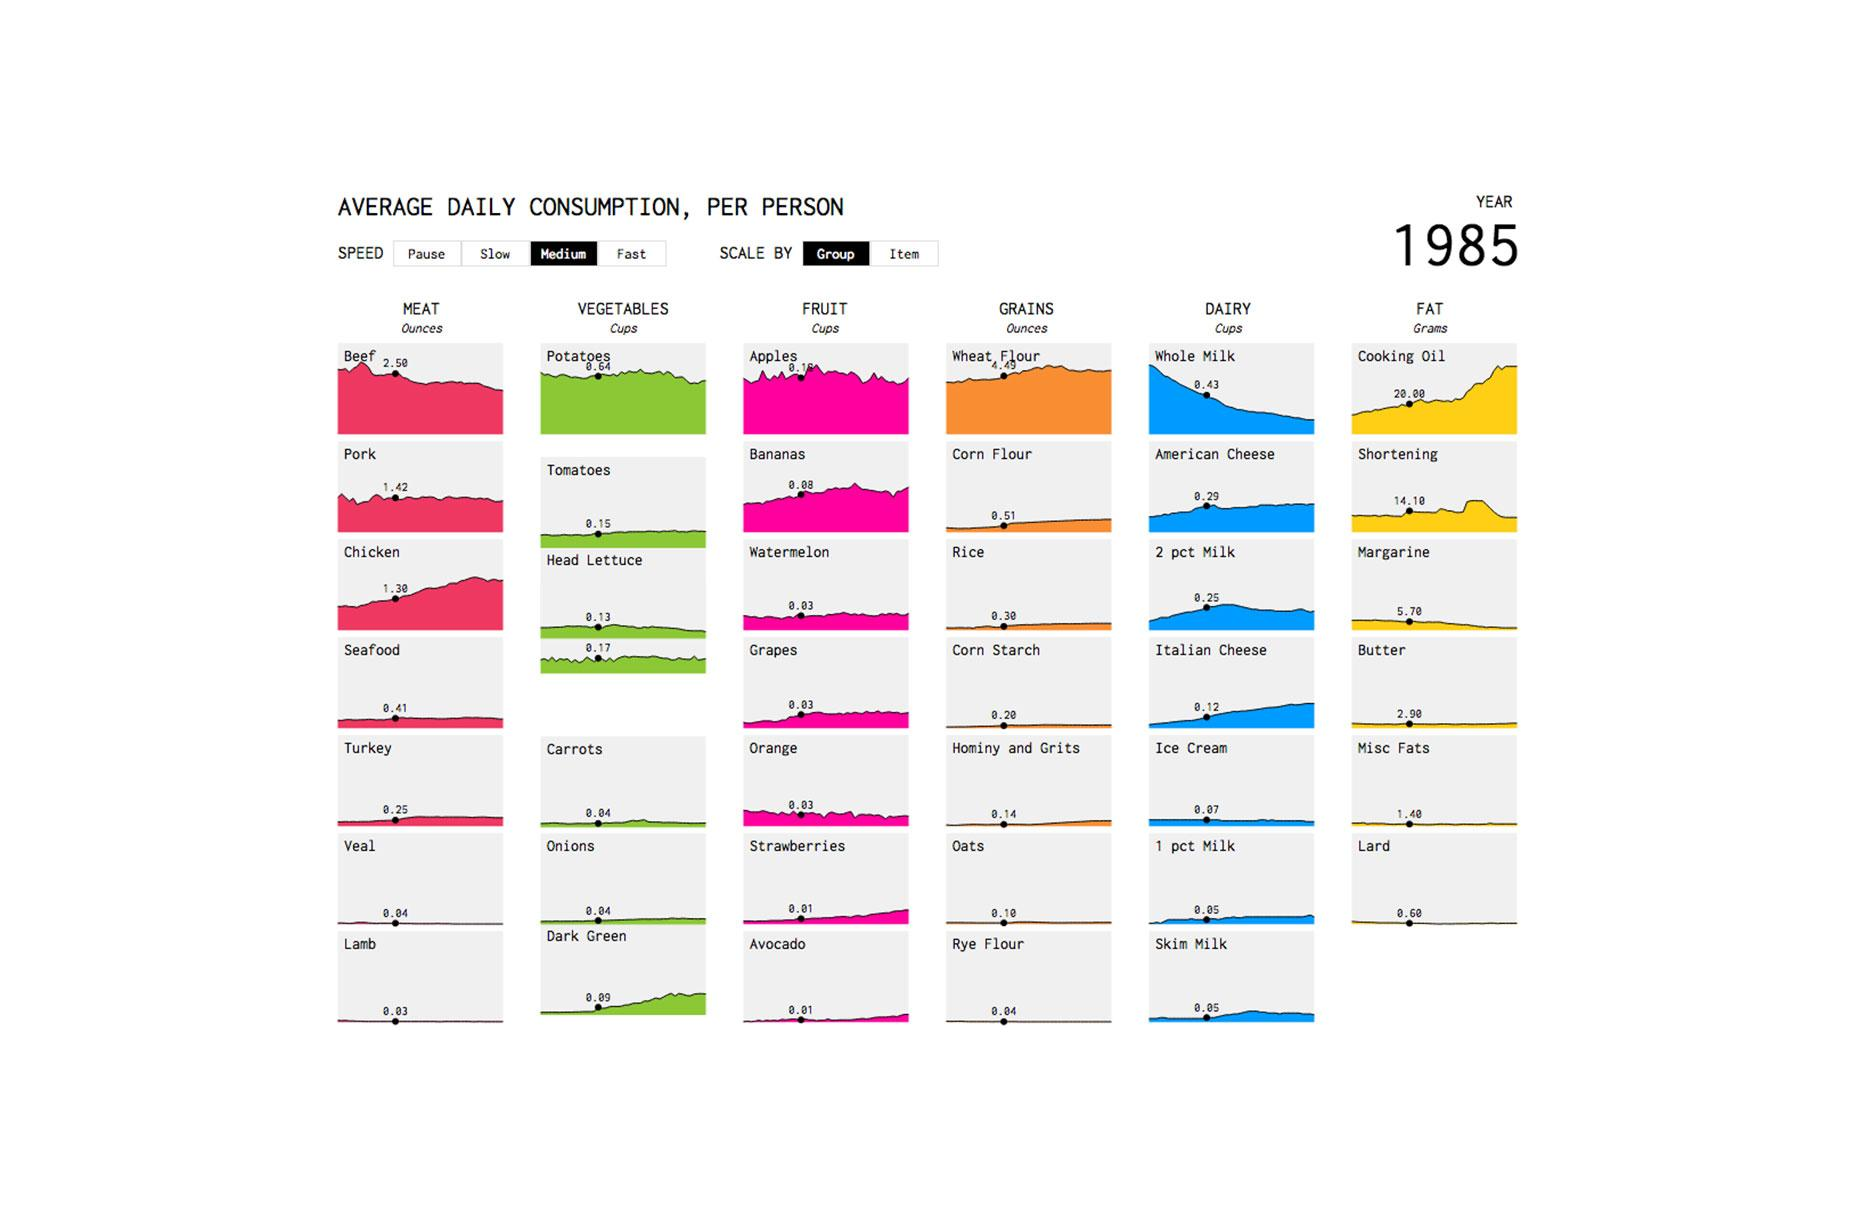 AVERAGE DAILY CONSUMPTION, PER PERSON
YEAR
1985
SPEED Pause Slow Medium Fast SCALE BY Group Item
MEAT VEGETABLES FRUIT GRAINS DAIRY FAT
Ounces Cups Cups Ounces Cups Grams
Beef 2.50
Pork 1.42
Chicken 1.30
Seafood 0.41
Turkey 0.25
Veal 0.04
Lamb 0.03
Potatoes 0.64
Tomatoes 0.15
Head Lettuce 0.13
0.17
Carrots 0.04
Onions 0.04
Dark Green 0.09
Apples
Bananas 0.08
Watermelon 0.03
Grapes 0.03
Orange 0.03
Strawberries 0.01
Avocado 0.01
Wheat Flour 4.49
Corn Flour 0.51
Rice 0.30
Corn Starch 0.20
Hominy and Grits 0.14
Oats 0.10
Rye Flour 0.04
Whole Milk 0.43
American Cheese 0.29
2 pct Milk 0.25
Italian Cheese 0.12
Ice Cream 0.07
1 pct Milk 0.05
Skim Milk 0.05
Cooking Oil 20.00
Shortening 14.10
Margarine 5.70
Butter 2.90
Misc Fats 1.40
Lard 0.60